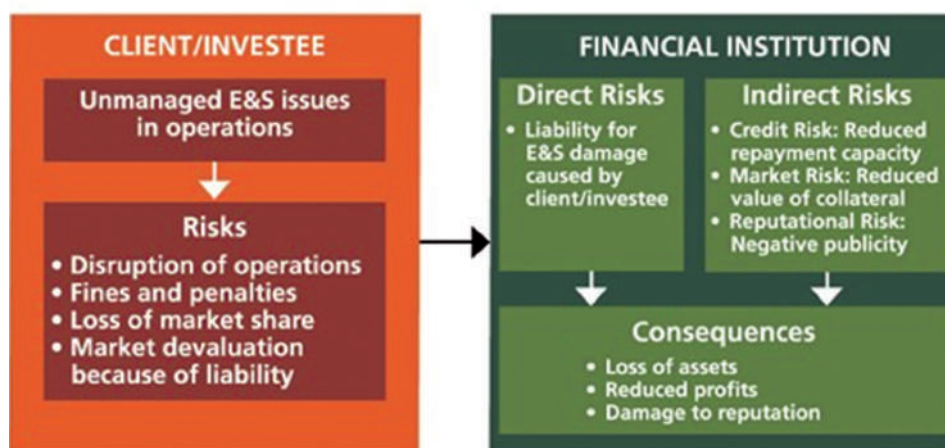 CLIENT/INVESTEE
Unmanaged E&S issues
in operations
Risks
• Disruption of operations
• Fines and penalties
• Loss of market share
• Market devaluation
because of liability
FINANCIAL INSTITUTION
Direct Risks
• Liability for
E&S damage
caused by
client/investee
Indirect Risks
• Credit Risk: Reduced
repayment capacity
• Market Risk: Reduced
value of collateral
• Reputational Risk:
Negative publicity
Consequences
• Loss of assets
• Reduced profits
• Damage to reputation